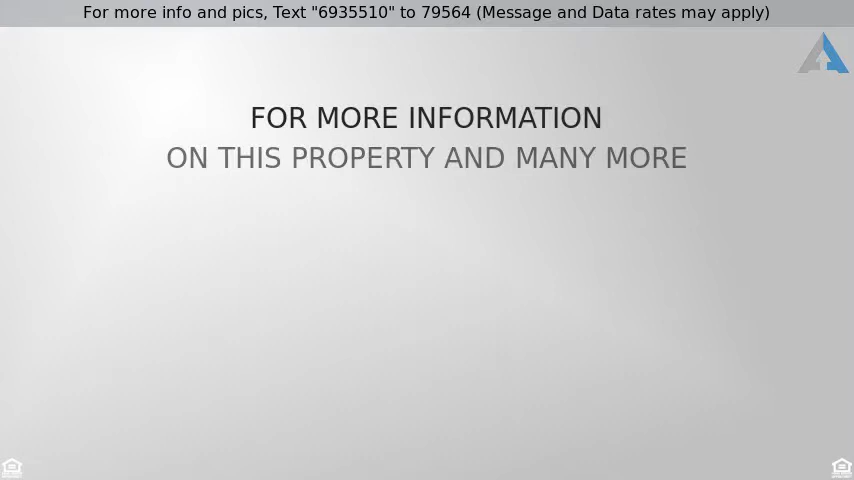 For more info and pics, Text "6935510" to 79564 (Message and Data rates may apply)
FOR MORE INFORMATION
ON THIS PROPERTY AND MANY MORE